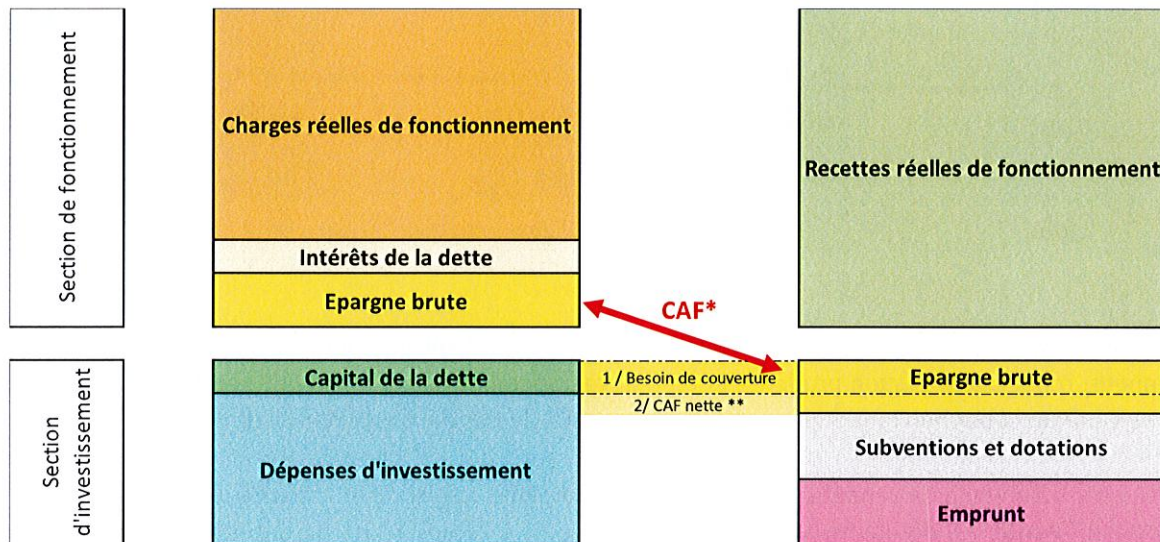 Section de fonctionnement
Charges réelles de fonctionnement
Recettes réelles de fonctionnement
Intérêts de la dette
Epargne brute
CAF*
Section
d'investissement
Capital de la dette
1 / Besoin de couverture
Epargne brute
2/ CAF nette **
Dépenses d'investissement
Subventions et dotations
Emprunt